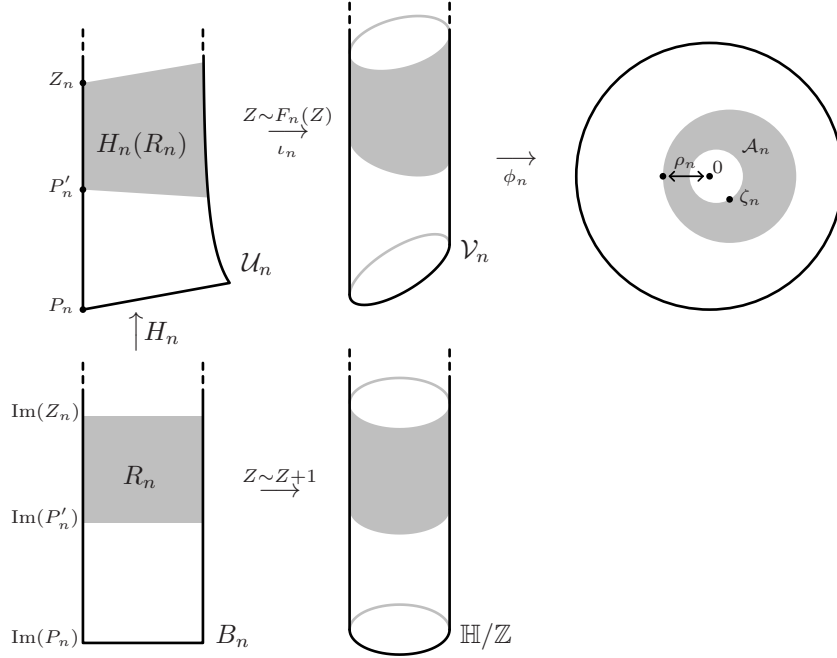 Z_n
H_n(R_n)
P'_n
P_n
U_n
H_n
Z∼F_n(Z)
⟶
ι_n
V_n
⟶
ϕ_n
A_n
ρ_n
0
ζ_n
Im(Z_n)
R_n
Im(P'_n)
Im(P_n)
B_n
Z∼Z+1
⟶
ℍ/ℤ